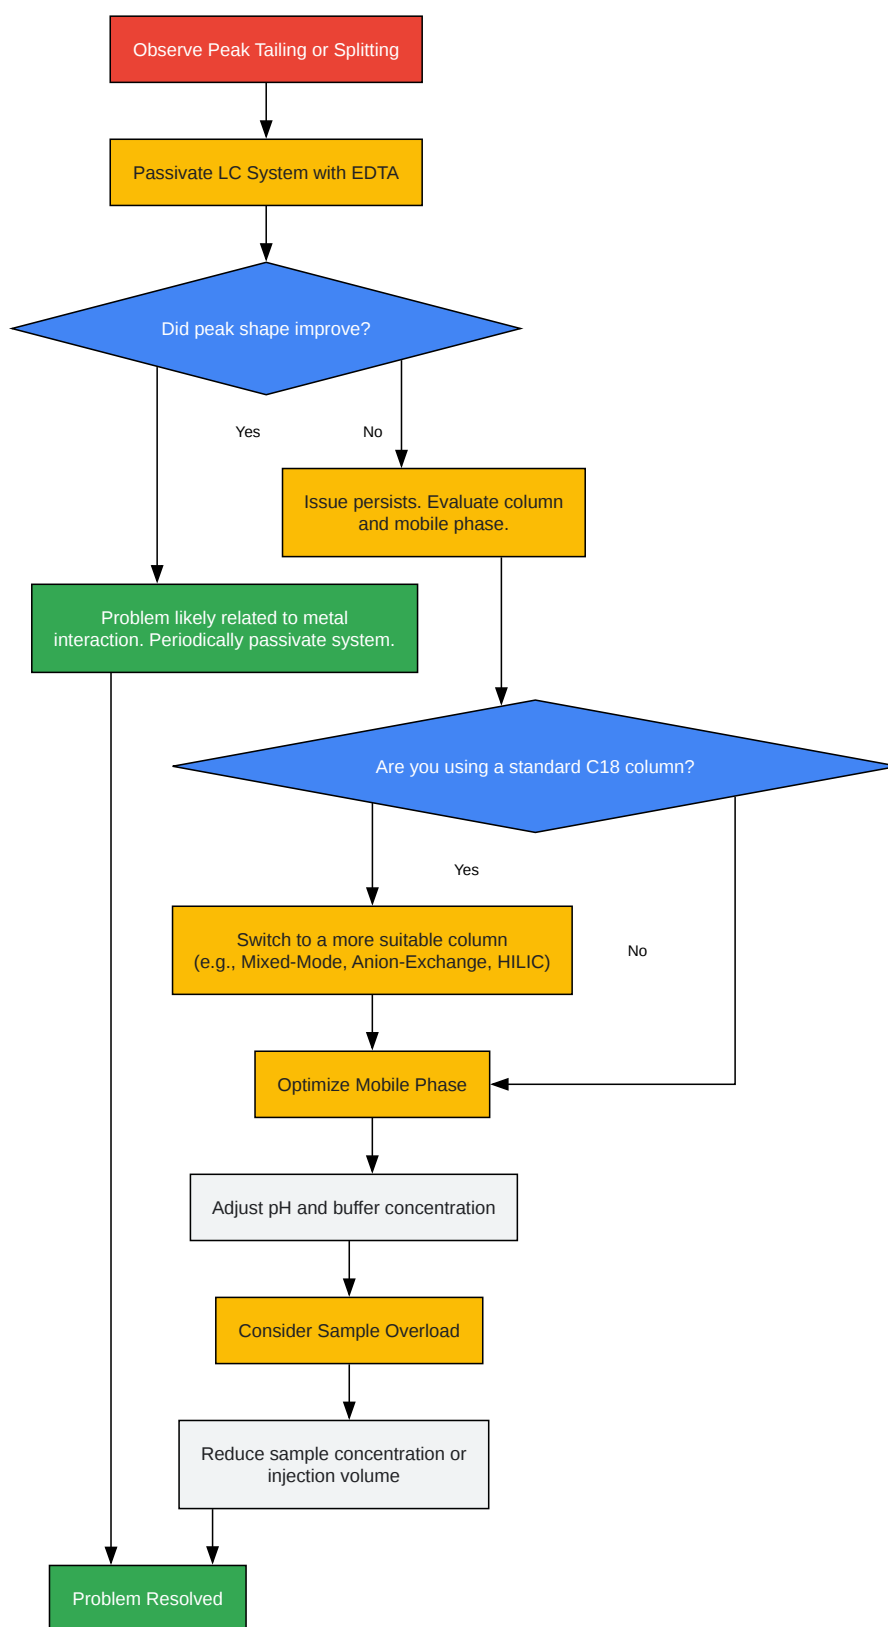 Observe Peak Tailing or Splitting
Passivate LC System with EDTA
Did peak shape improve?
Yes
No
Issue persists. Evaluate column
and mobile phase.
Problem likely related to metal
interaction. Periodically passivate system.
Are you using a standard C18 column?
Yes
Switch to a more suitable column
(e.g., Mixed-Mode, Anion-Exchange, HILIC)
No
Optimize Mobile Phase
Adjust pH and buffer concentration
Consider Sample Overload
Reduce sample concentration or
injection volume
Problem Resolved